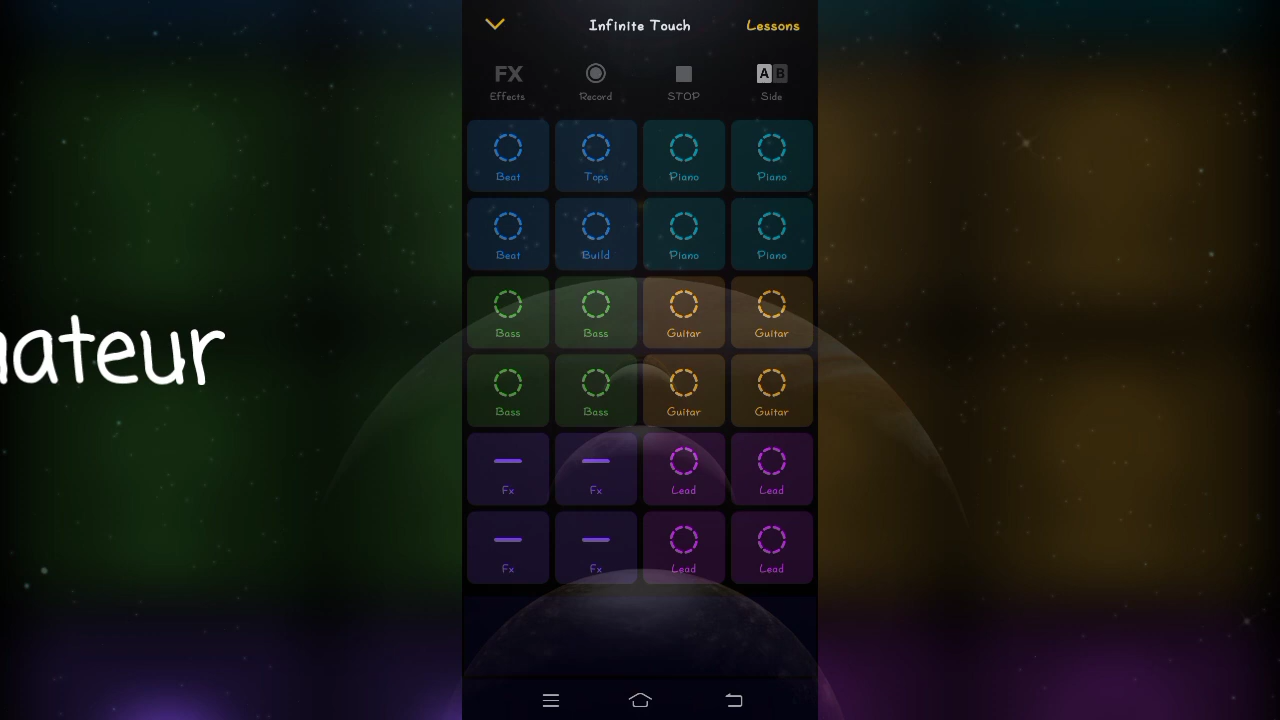 Infinite Touch Lessons
FX A B
Effects Record STOP Side
Beat Tops Piano Piano
Beat Build Piano Piano
nateur
Bass Bass Guitar Guitar
Bass Bass Guitar Guitar
Fx Fx Lead Lead
Fx Fx Lead Lead